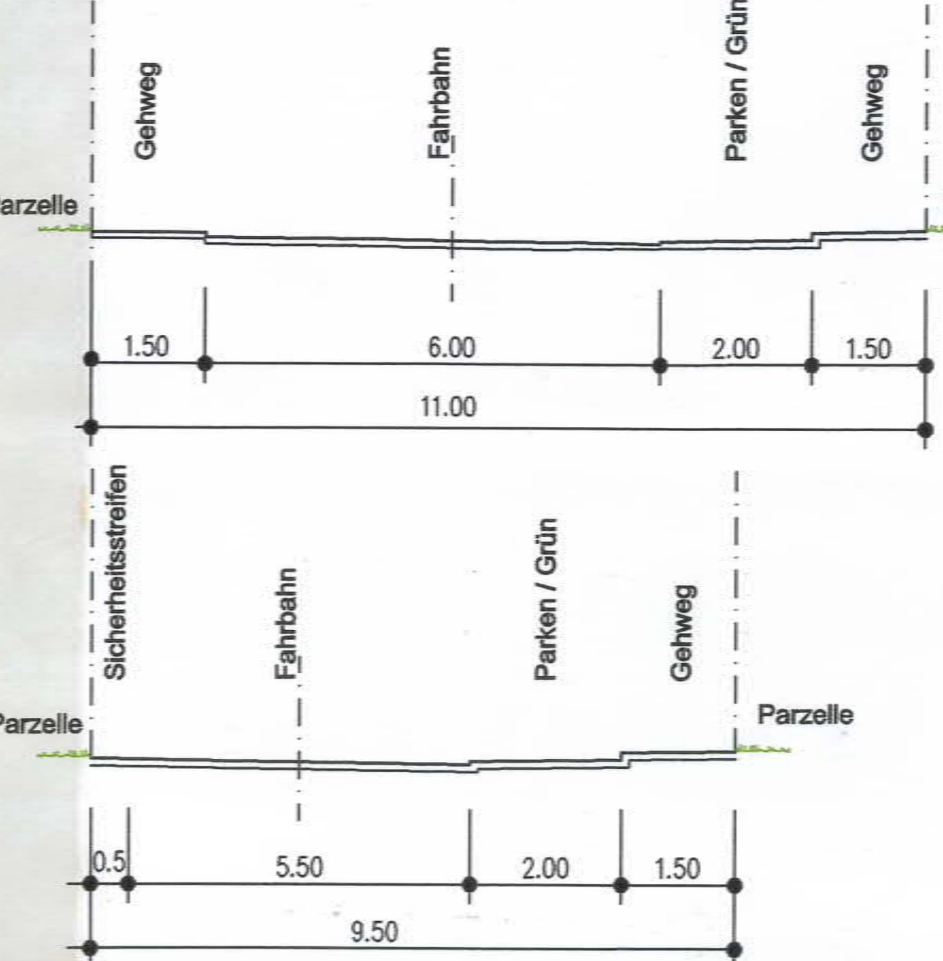 Gehweg
Fahrbahn
Parken / Grün
Gehweg
arzelle
1.50
6.00
2.00
1.50
11.00
Sicherheitsstreifen
Fahrbahn
Parken / Grün
Gehweg
Parzelle
Parzelle
0.5
5.50
2.00
1.50
9.50